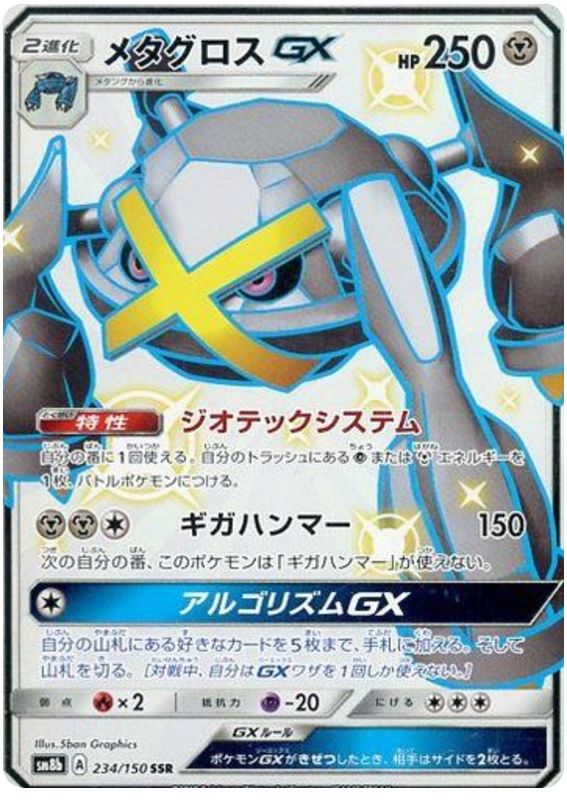 2進化 メタグロスGX HP250
メタングから進化
特性 ジオテックシステム
自分の番に1回使える。自分のトラッシュにあるまたはエネルギーを
1枚、バトルポケモンにつける。
ギガハンマー 150
次の自分の番、このポケモンは「ギガハンマー」が使えない。
アルゴリズムGX
自分の山札にある好きなカードを5枚まで、手札に加える。そして
山札を切る。[対戦中、自分はGXワザを1回しか使えない。]
弱点 ×2 抵抗力 -20 にげる
Illus.5ban Graphics
GXルール
sm8b A 234/150 SSR
ポケモンGXがきぜつしたとき、相手はサイドを2枚とる。